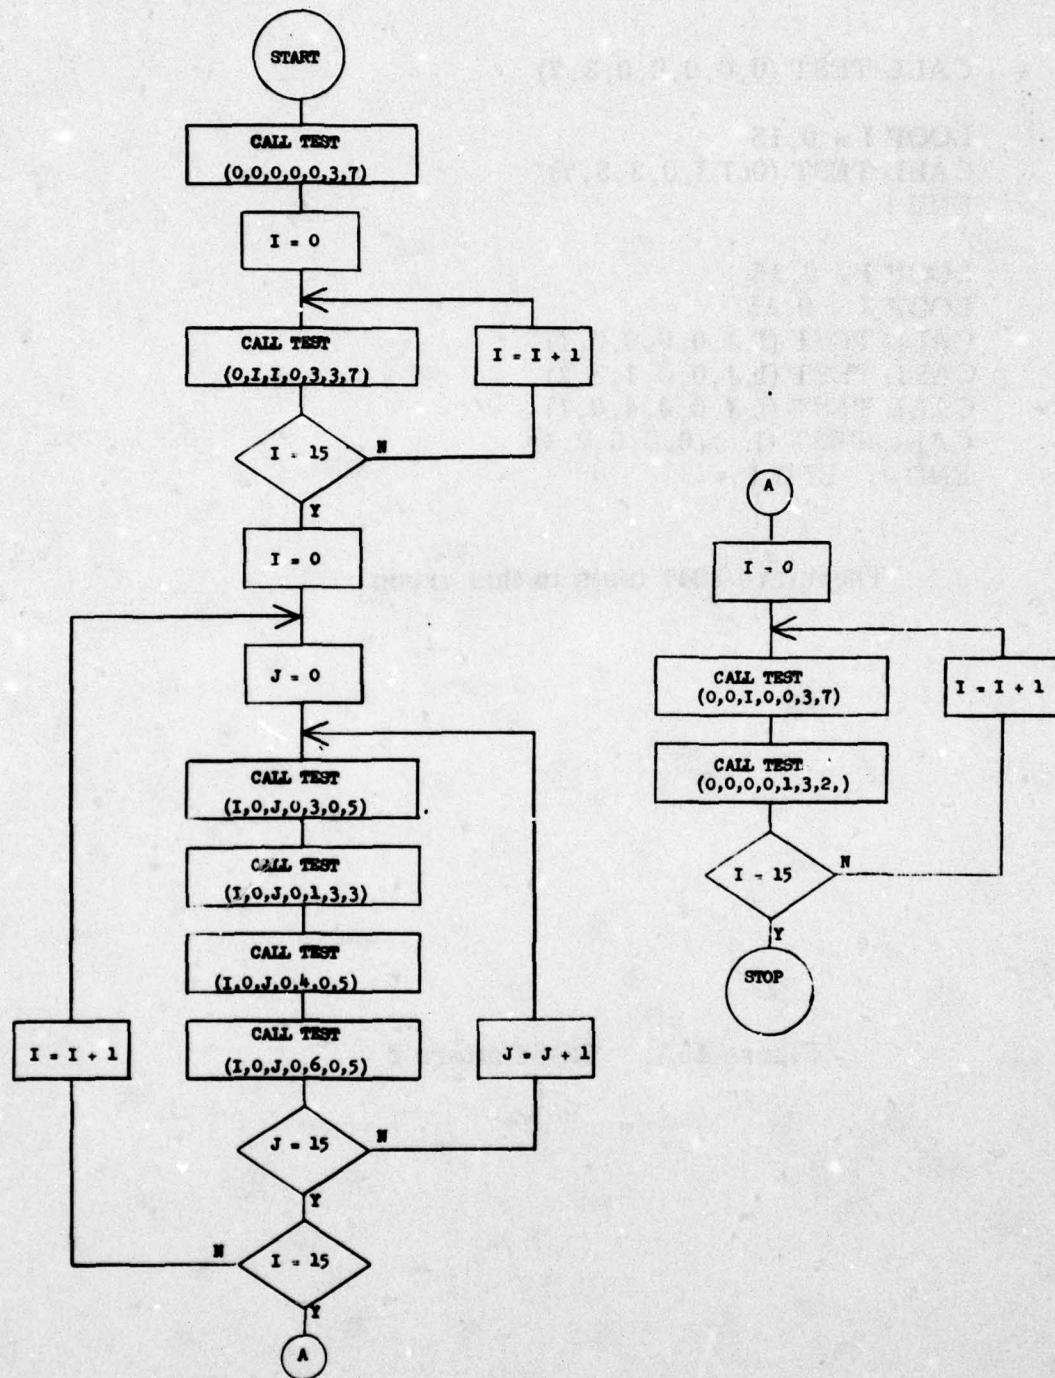 START
CALL TEST
(0,0,0,0,0,3,7)
I = 0
CALL TEST
(0,I,I,0,3,3,7)
I = I + 1
I = 15
N
Y
I = 0
J = 0
CALL TEST
(I,0,J,0,3,0,5)
CALL TEST
(I,0,J,0,1,3,3)
CALL TEST
(I,0,J,0,4,0,5)
CALL TEST
(I,0,J,0,6,0,5)
I = I + 1
J = J + 1
J = 15
N
Y
I = 15
N
Y
A
A
I = 0
CALL TEST
(0,0,I,0,0,3,7)
I = I + 1
CALL TEST
(0,0,0,0,1,3,2,)
I = 15
N
Y
STOP